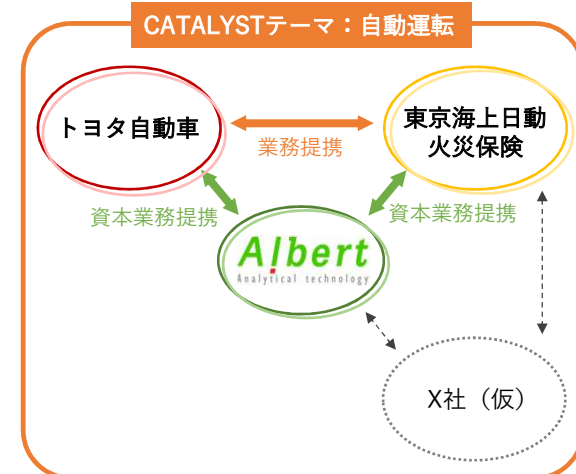 CATALYSTテーマ：自動運転
トヨタ自動車
東京海上日動
火災保険
業務提携
資本業務提携
資本業務提携
Albert
Analytical technology
X社（仮）